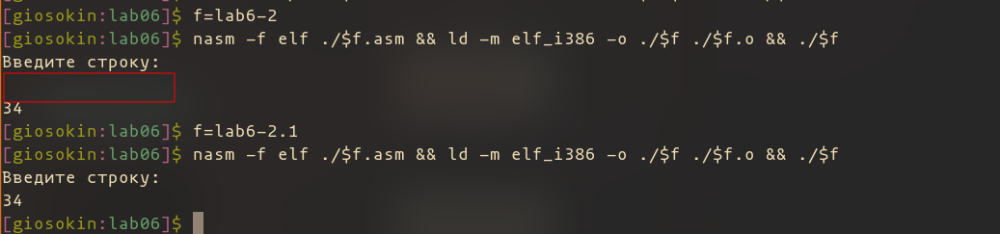 [giosokin:lab06]$ f=lab6-2
[giosokin:lab06]$ nasm -f elf ./$f.asm && ld -m elf_i386 -o ./$f ./$f.o && ./$f
Введите строку:
34
[giosokin:lab06]$ f=lab6-2.1
[giosokin:lab06]$ nasm -f elf ./$f.asm && ld -m elf_i386 -o ./$f ./$f.o && ./$f
Введите строку:
34
[giosokin:lab06]$